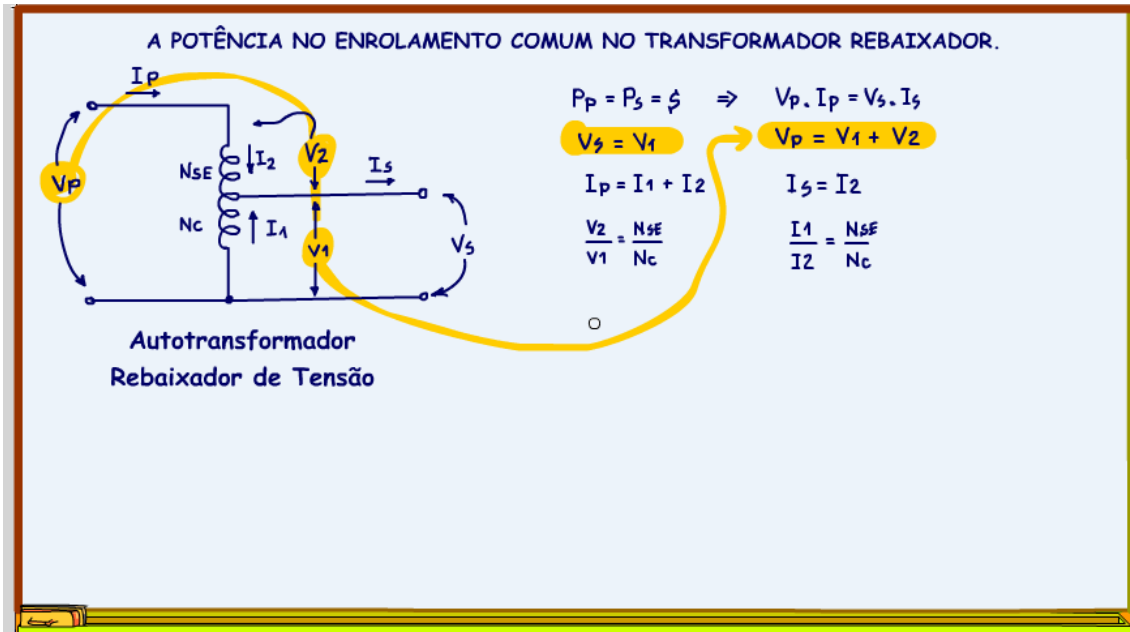 A POTÊNCIA NO ENROLAMENTO COMUM NO TRANSFORMADOR REBAIXADOR.
Ip
V2
I2
NSE
Is
Vp
Nc
I1
V1
Vs
Autotransformador
Rebaixador de Tensão
Pp = Ps = $ ⇒ Vp. Ip = Vs. Is
Vs = V1
Vp = V1 + V2
Ip = I1 + I2
Is = I2
V2/V1 = NSE/Nc
I1/I2 = NSE/Nc